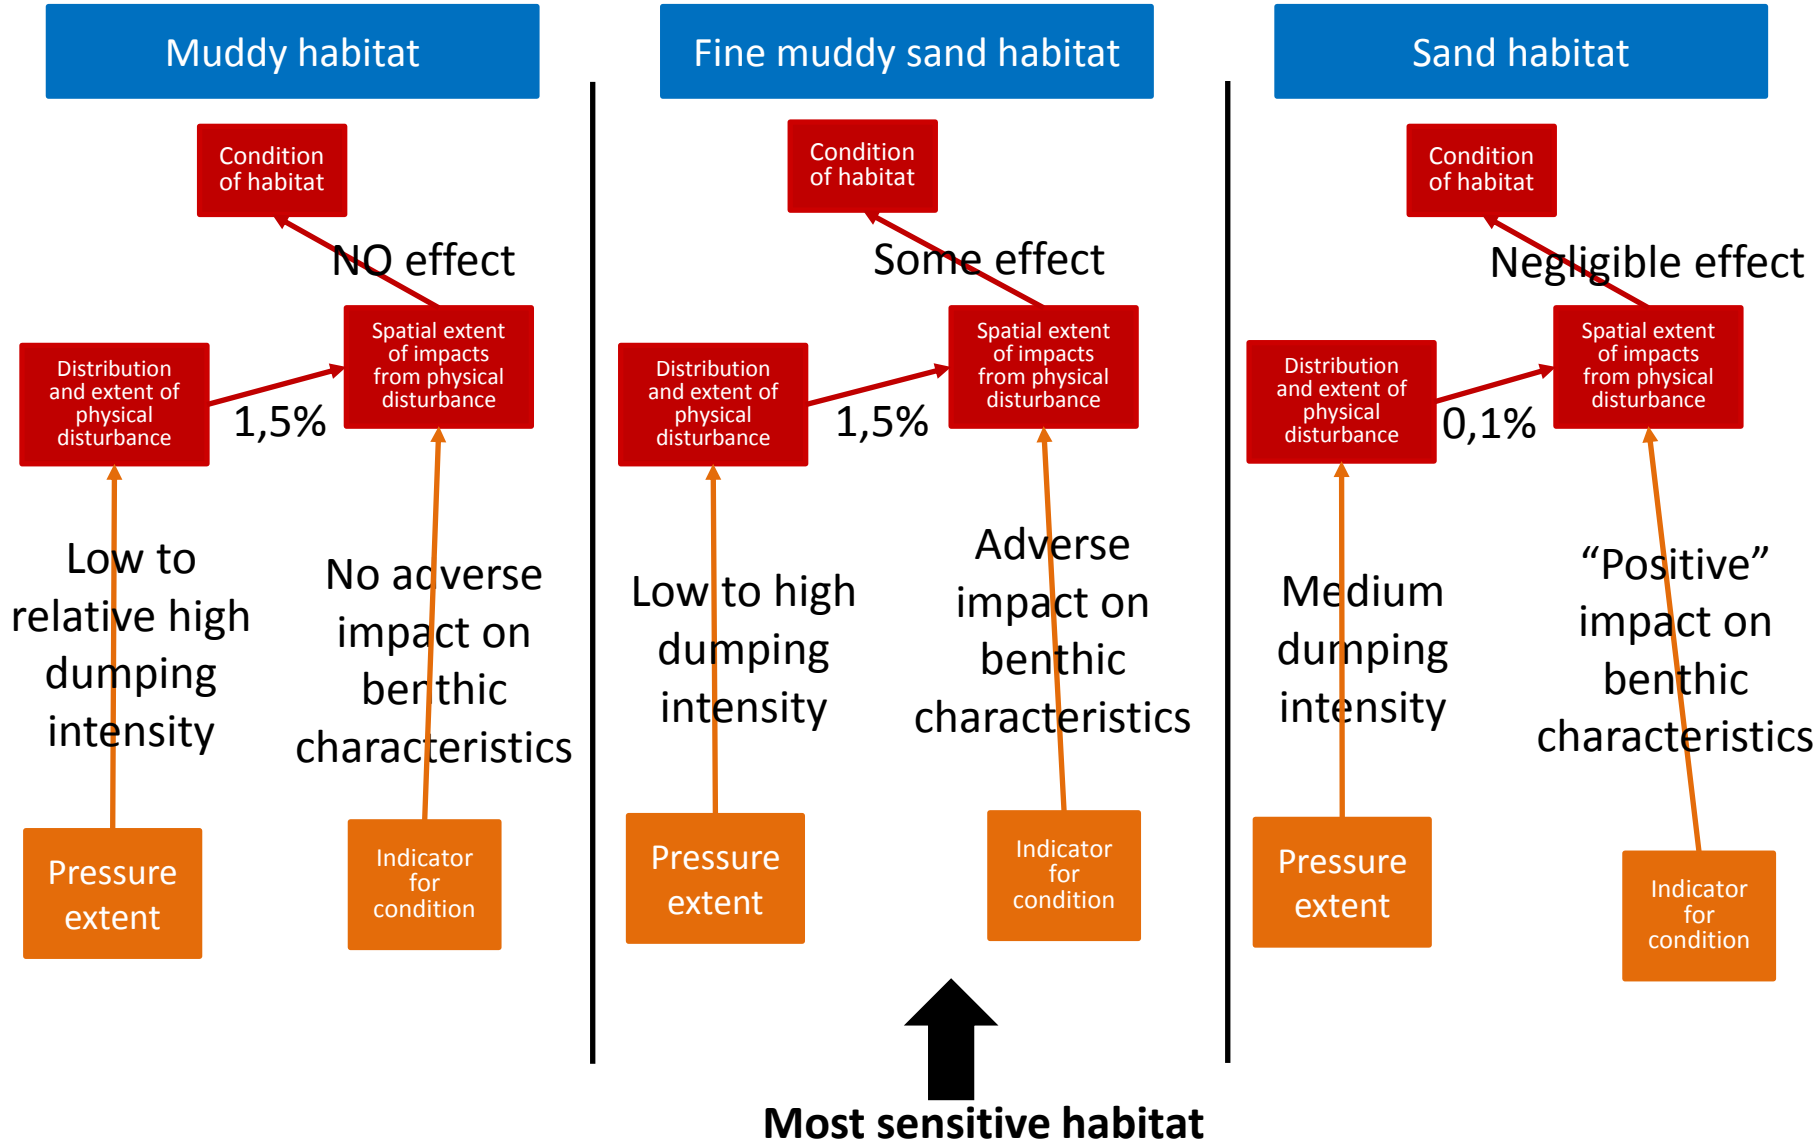 Muddy habitat
Condition
of habitat
NO effect
Spatial extent
of impacts
from physical
disturbance
Distribution
and extent of
physical
disturbance
1,5%
Low to
relative high
dumping
intensity
No adverse
impact on
benthic
characteristics
Pressure
extent
Indicator
for
condition
Fine muddy sand habitat
Condition
of habitat
Some effect
Spatial extent
of impacts
from physical
disturbance
Distribution
and extent of
physical
disturbance
1,5%
Low to high
dumping
intensity
Adverse
impact on
benthic
characteristics
Pressure
extent
Indicator
for
condition
Most sensitive habitat
Sand habitat
Condition
of habitat
Negligible effect
Spatial extent
of impacts
from physical
disturbance
Distribution
and extent of
physical
disturbance
0,1%
Medium
dumping
intensity
“Positive”
impact on
benthic
characteristics
Pressure
extent
Indicator
for
condition